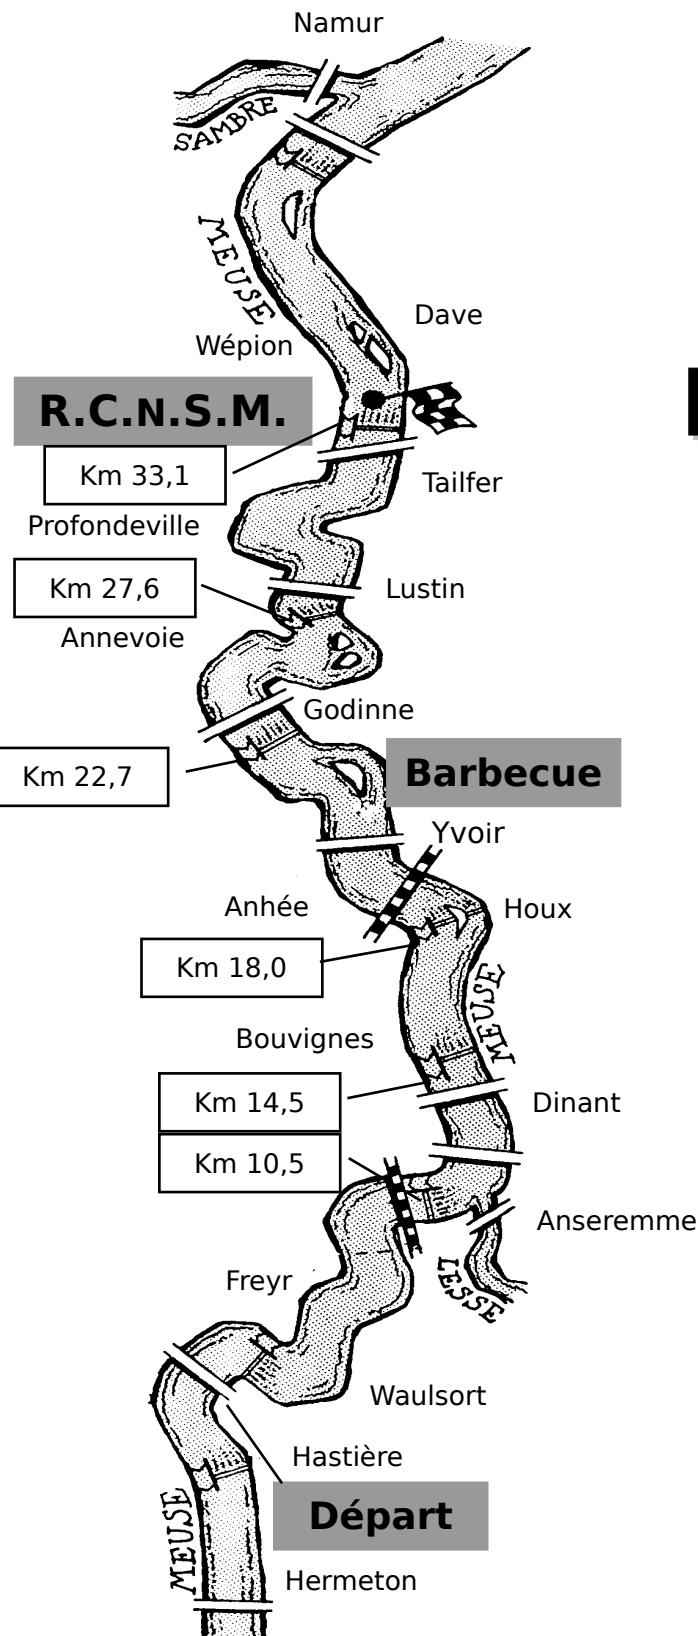 Namur
SAMBRE
MEUSE
Dave
Wépion
R.C.N.S.M.
Km 33,1
Tailfer
Profondeville
Km 27,6
Lustin
Annevoie
Godinne
Km 22,7
Barbecue
Yvoir
Anhée
Houx
Km 18,0
MEUSE
Bouvignes
Km 14,5
Dinant
Km 10,5
Anseremme
LESSE
Freyr
Waulsort
Hastière
MEUSE
Départ
Hermeton